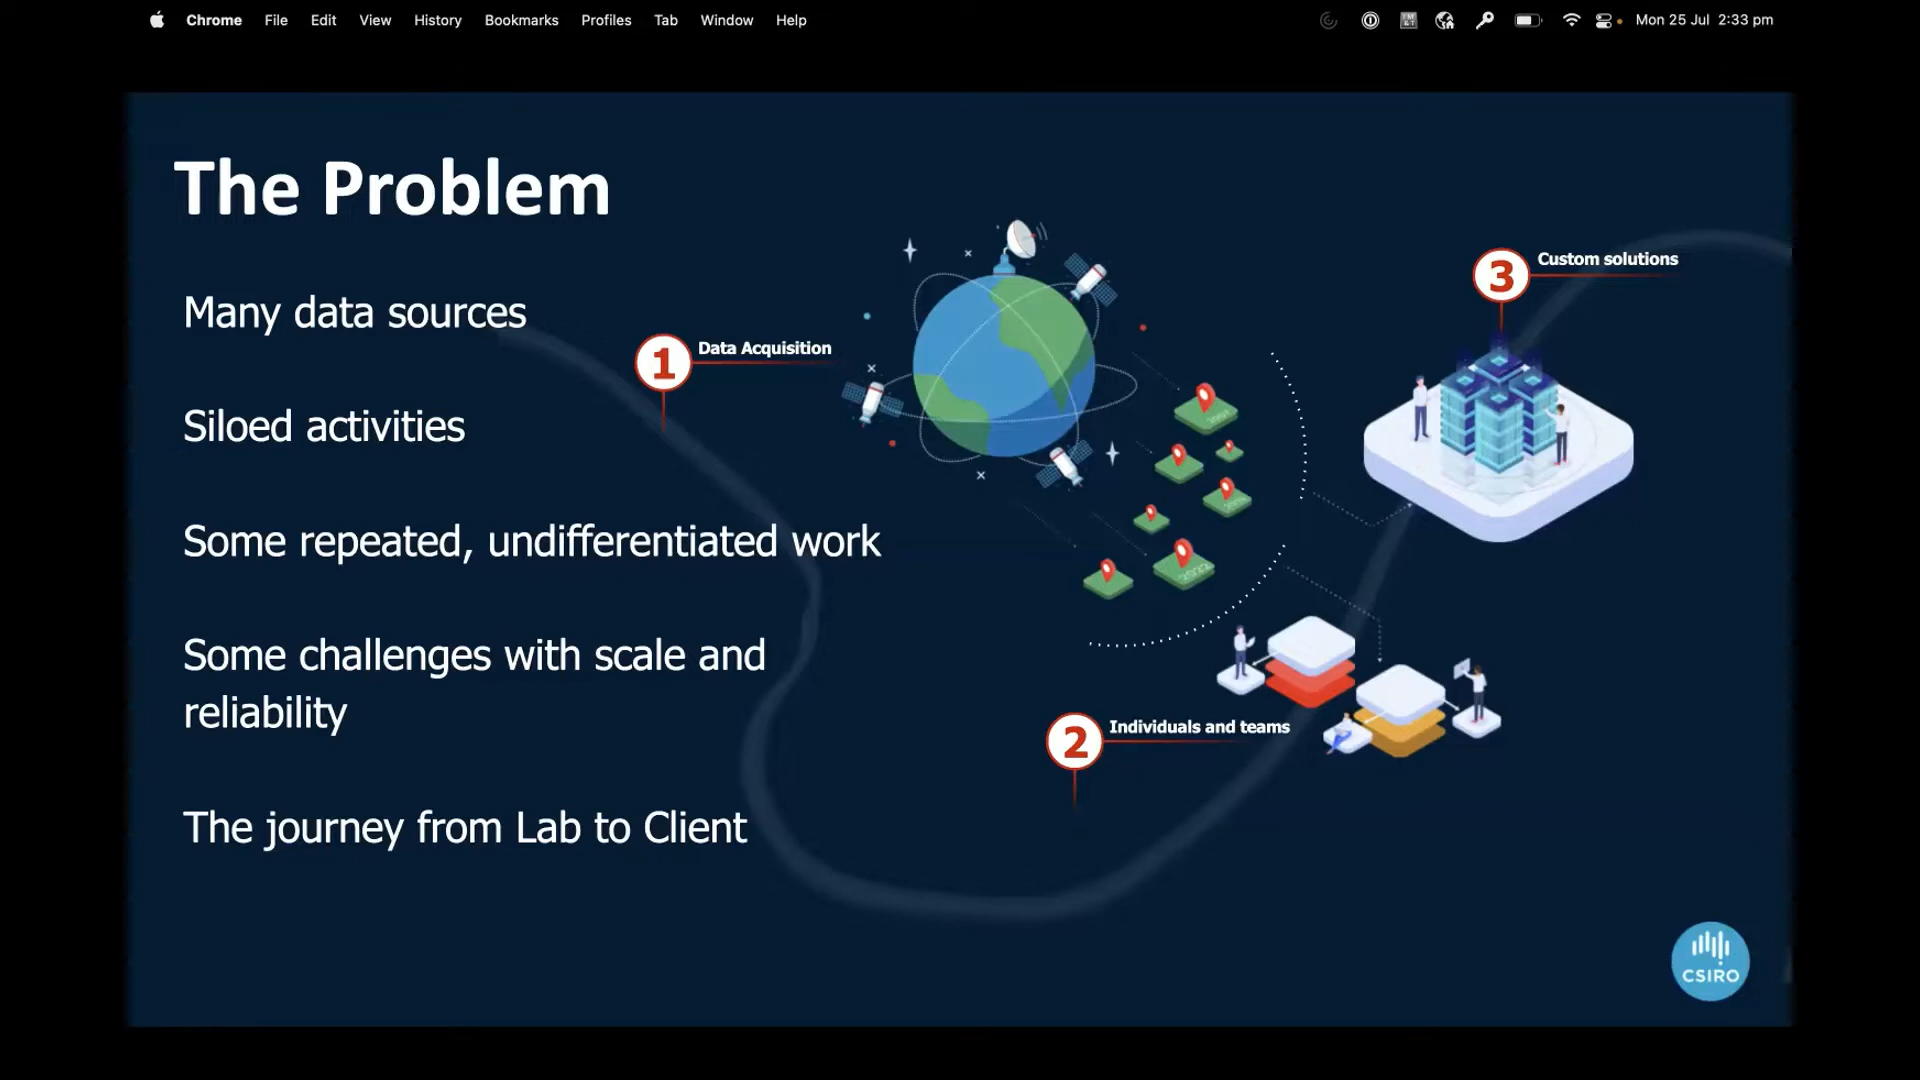 Chrome File Edit View History Bookmarks Profiles Tab Window Help Mon 25 Jul 2:33 pm
The Problem
Many data sources
Siloed activities
Some repeated, undifferentiated work
Some challenges with scale and
reliability
The journey from Lab to Client
1 Data Acquisition
2022
2 Individuals and teams
3 Custom solutions
CSIRO